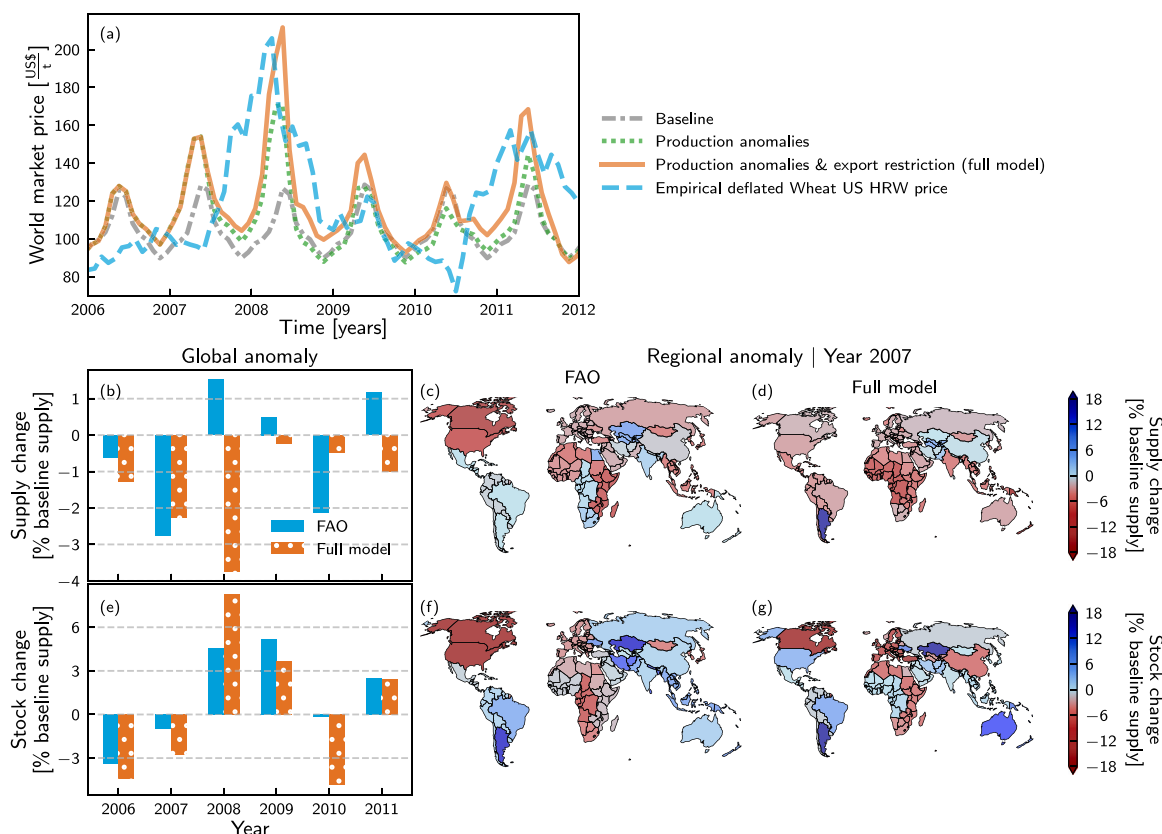 (a)
World market price [US$/t]
200
180
160
140
120
100
80
2006 2007 2008 2009 2010 2011 2012
Time [years]
Baseline
Production anomalies
Production anomalies & export restriction (full model)
Empirical deflated Wheat US HRW price
Global anomaly
Regional anomaly | Year 2007
FAO
Full model
(b)
Supply change
[% baseline supply]
1
0
−1
−2
−3
−4
FAO
Full model
(c)
(d)
18
12
6
0
−6
−12
−18
Supply change
[% baseline supply]
(e)
Stock change
[% baseline supply]
6
3
0
−3
2006 2007 2008 2009 2010 2011
Year
(f)
(g)
18
12
6
0
−6
−12
−18
Stock change
[% baseline supply]